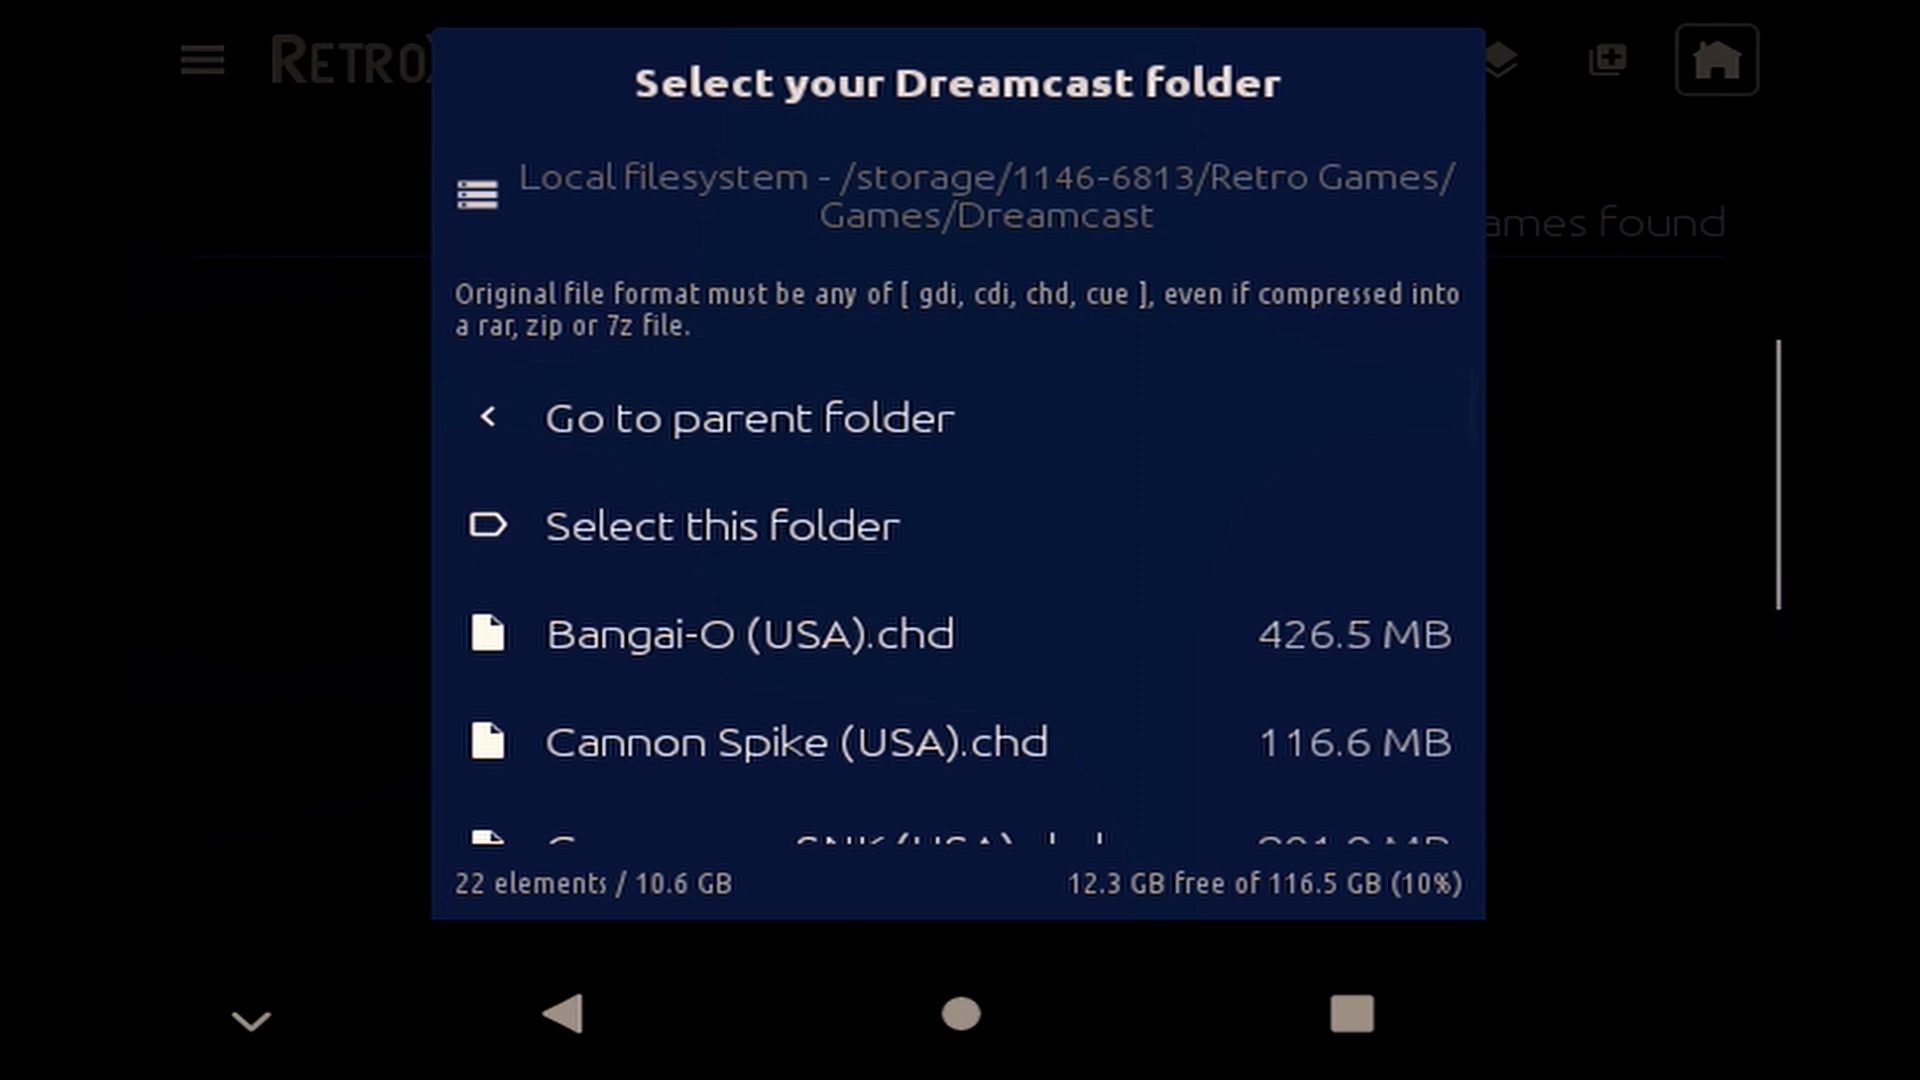 RETRO
Select your Dreamcast folder
Local filesystem - /storage/1146-6813/Retro Games/
Games/Dreamcast
ames found
Original file format must be any of [ gdi, cdi, chd, cue ], even if compressed into
a rar, zip or 7z file.
Go to parent folder
Select this folder
Bangai-O (USA).chd 426.5 MB
Cannon Spike (USA).chd 116.6 MB
22 elements / 10.6 GB 12.3 GB free of 116.5 GB (10%)